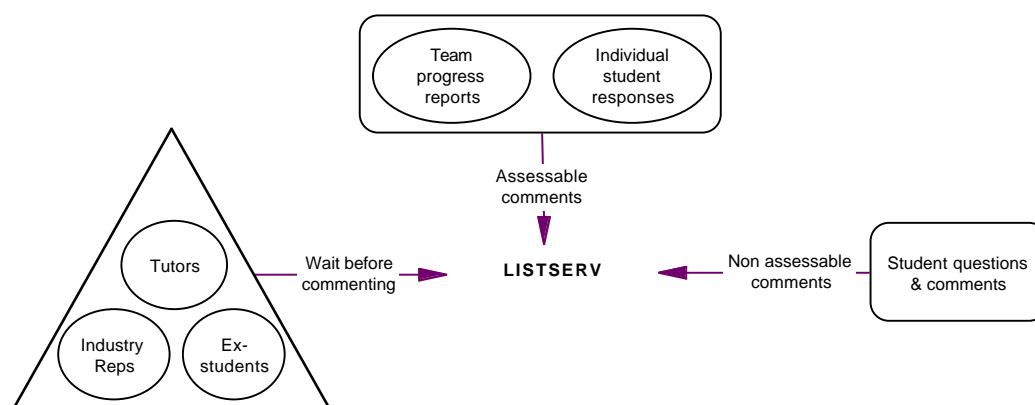 Team
progress
reports
Individual
student
responses
Assessable
comments
Tutors
Industry
Reps
Ex-
students
Wait before
commenting
LISTSERV
Non assessable
comments
Student questions
& comments